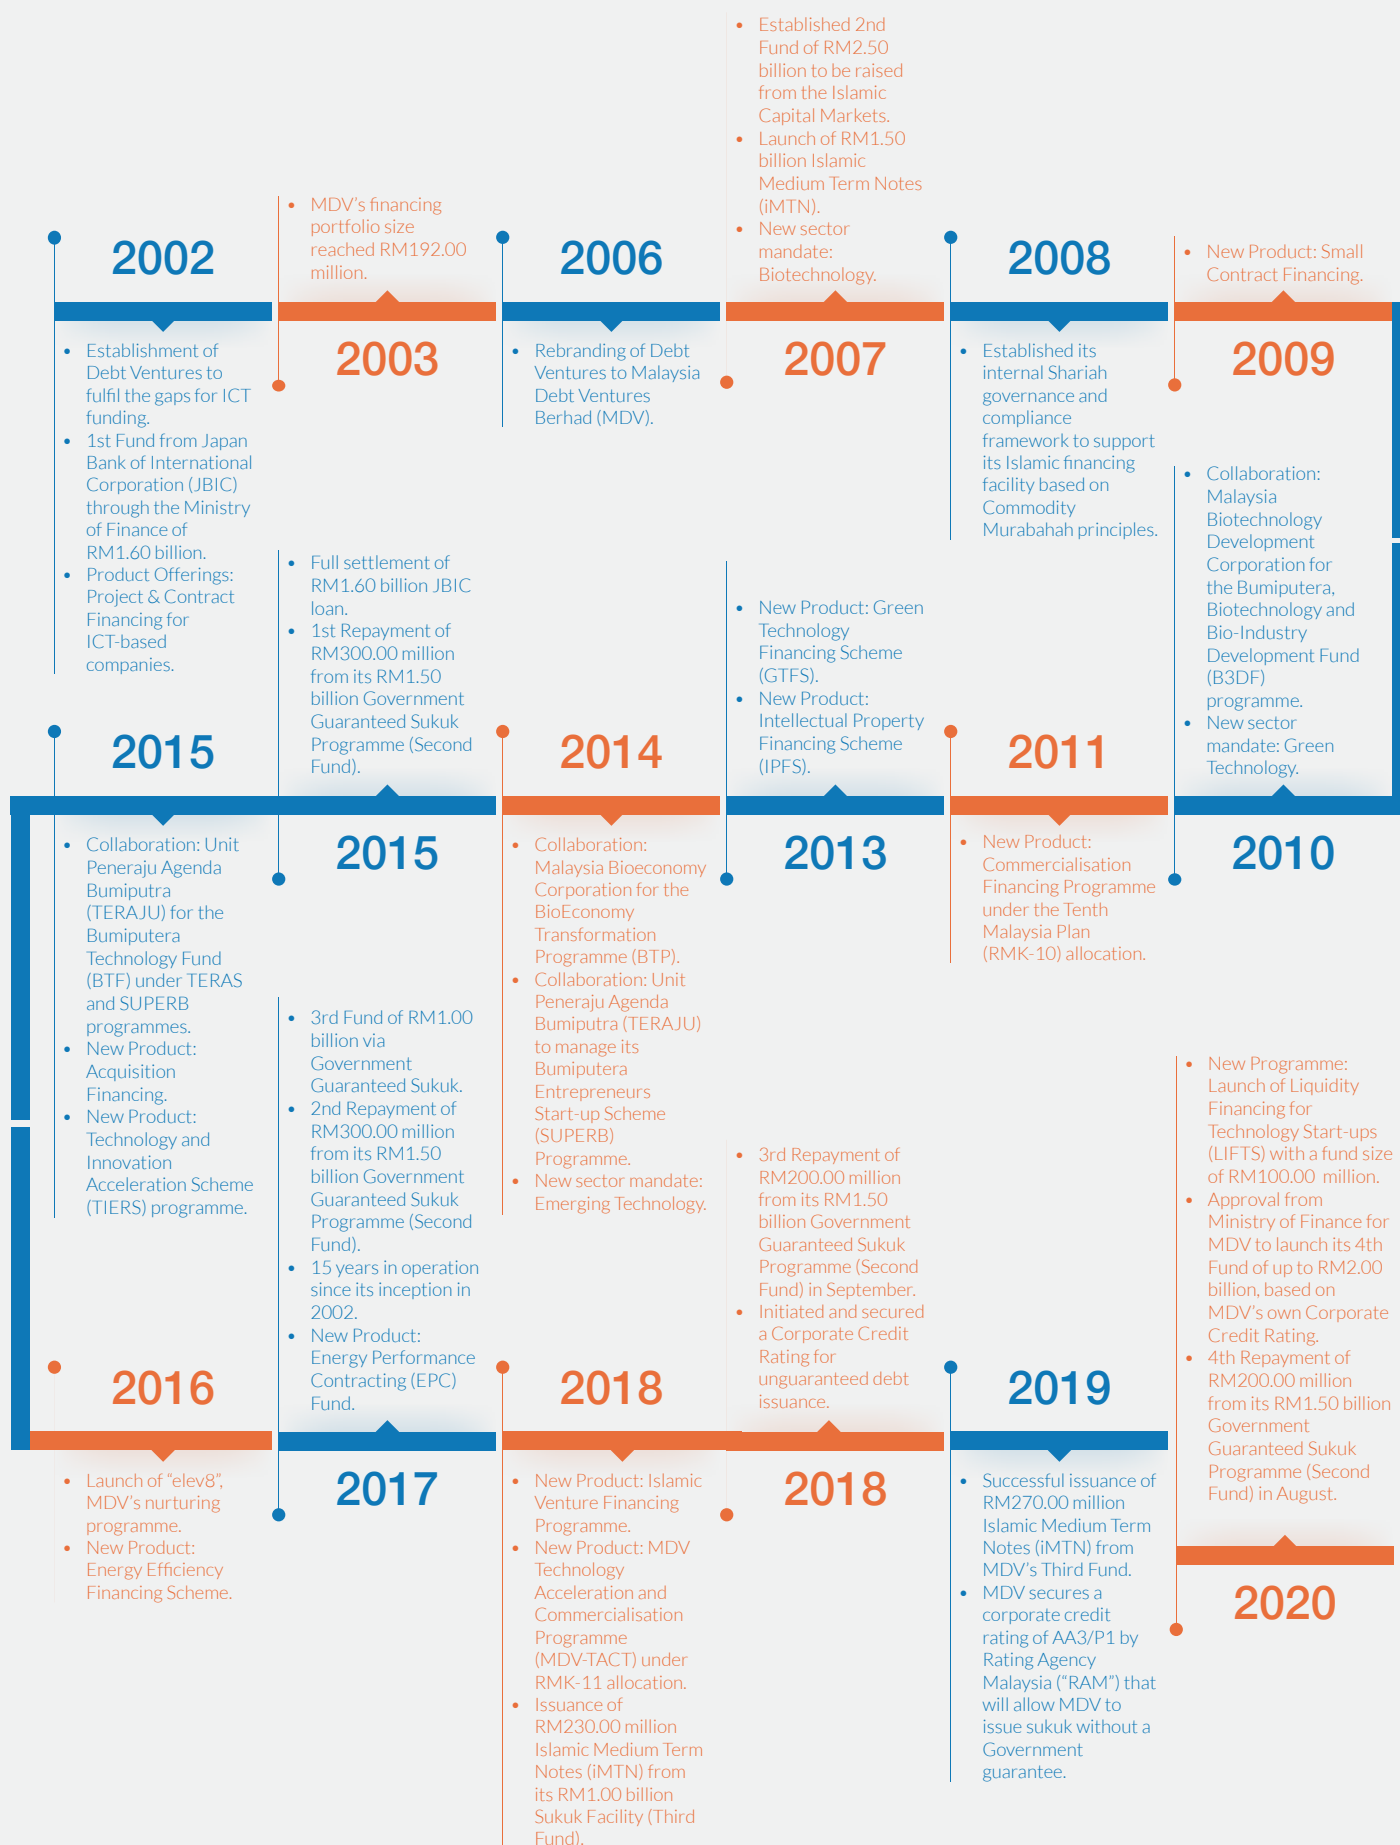 2002
• Establishment of
Debt Ventures to
fulfil the gaps for ICT
funding.
• 1st Fund from Japan
Bank of International
Corporation (JBIC)
through the Ministry
of Finance of
RM1.60 billion.
• Product Offerings:
Project & Contract
Financing for
ICT-based
companies.
• MDV’s financing
portfolio size
reached RM192.00
million.
2003
2006
• Rebranding of Debt
Ventures to Malaysia
Debt Ventures
Berhad (MDV).
• Established 2nd
Fund of RM2.50
billion to be raised
from the Islamic
Capital Markets.
• Launch of RM1.50
billion Islamic
Medium Term Notes
(iMTN).
• New sector
mandate:
Biotechnology.
2007
2008
• Established its
internal Shariah
governance and
compliance
framework to support
its Islamic financing
facility based on
Commodity
Murabahah principles.
• New Product: Small
Contract Financing.
2009
• Collaboration:
Malaysia
Biotechnology
Development
Corporation for
the Bumiputera,
Biotechnology and
Bio-Industry
Development Fund
(B3DF)
programme.
• New sector
mandate: Green
Technology.
2010
2011
• New Product:
Commercialisation
Financing Programme
under the Tenth
Malaysia Plan
(RMK-10) allocation.
• New Product: Green
Technology
Financing Scheme
(GTFS).
• New Product:
Intellectual Property
Financing Scheme
(IPFS).
2013
2014
• Collaboration:
Malaysia Bioeconomy
Corporation for the
BioEconomy
Transformation
Programme (BTP).
• Collaboration: Unit
Peneraju Agenda
Bumiputra (TERAJU)
to manage its
Bumiputera
Entrepreneurs
Start-up Scheme
(SUPERB)
Programme.
• New sector mandate:
Emerging Technology.
• Full settlement of
RM1.60 billion JBIC
loan.
• 1st Repayment of
RM300.00 million
from its RM1.50
billion Government
Guaranteed Sukuk
Programme (Second
Fund).
2015
2015
• Collaboration: Unit
Peneraju Agenda
Bumiputra
(TERAJU) for the
Bumiputera
Technology Fund
(BTF) under TERAS
and SUPERB
programmes.
• New Product:
Acquisition
Financing.
• New Product:
Technology and
Innovation
Acceleration Scheme
(TIERS) programme.
2016
• Launch of “elev8”,
MDV’s nurturing
programme.
• New Product:
Energy Efficiency
Financing Scheme.
• 3rd Fund of RM1.00
billion via
Government
Guaranteed Sukuk.
• 2nd Repayment of
RM300.00 million
from its RM1.50
billion Government
Guaranteed Sukuk
Programme (Second
Fund).
• 15 years in operation
since its inception in
2002.
• New Product:
Energy Performance
Contracting (EPC)
Fund.
2017
2018
• New Product: Islamic
Venture Financing
Programme.
• New Product: MDV
Technology
Acceleration and
Commercialisation
Programme
(MDV-TACT) under
RMK-11 allocation.
• Issuance of
RM230.00 million
Islamic Medium Term
Notes (iMTN) from
its RM1.00 billion
Sukuk Facility (Third
Fund).
• 3rd Repayment of
RM200.00 million
from its RM1.50
billion Government
Guaranteed Sukuk
Programme (Second
Fund) in September.
• Initiated and secured
a Corporate Credit
Rating for
unguaranteed debt
issuance.
2018
2019
• Successful issuance of
RM270.00 million
Islamic Medium Term
Notes (iMTN) from
MDV’s Third Fund.
• MDV secures a
corporate credit
rating of AA3/P1 by
Rating Agency
Malaysia (“RAM”) that
will allow MDV to
issue sukuk without a
Government
guarantee.
• New Programme:
Launch of Liquidity
Financing for
Technology Start-ups
(LIFTS) with a fund size
of RM100.00 million.
• Approval from
Ministry of Finance for
MDV to launch its 4th
Fund of up to RM2.00
billion, based on
MDV’s own Corporate
Credit Rating.
• 4th Repayment of
RM200.00 million
from its RM1.50 billion
Government
Guaranteed Sukuk
Programme (Second
Fund) in August.
2020